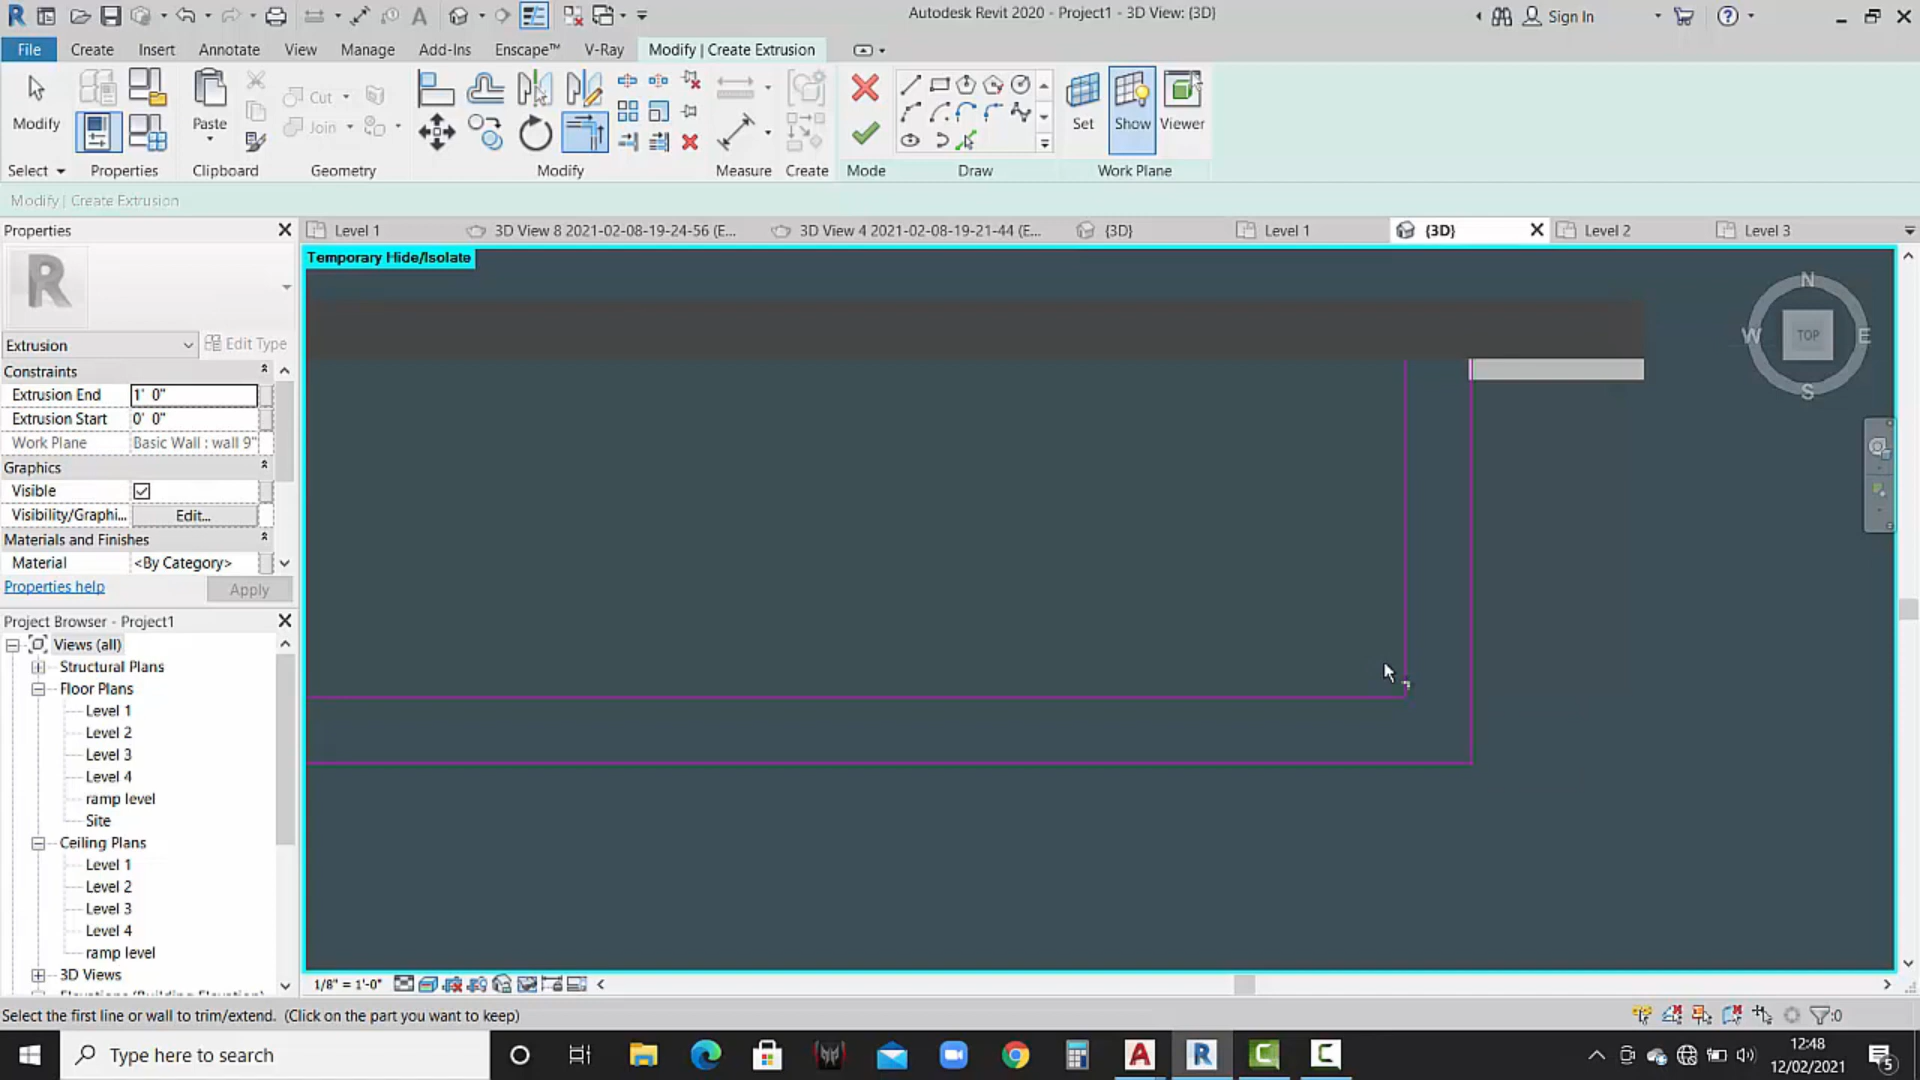 Autodesk Revit 2020 - Project1 - 3D View: {3D}
Sign In
File Create Insert Annotate View Manage Add-Ins Enscape™ V-Ray Modify | Create Extrusion
Modify
Paste
Cut
Join
Set
Show
Viewer
Select Properties Clipboard Geometry Modify Measure Create Mode Draw Work Plane
Modify | Create Extrusion
Properties
Level 1
3D View 8 2021-02-08-19-24-56 (E...
3D View 4 2021-02-08-19-21-44 (E...
{3D}
Level 1
{3D}
Level 2
Level 3
Temporary Hide/Isolate
N
W TOP E
S
Extrusion
Edit Type
Constraints
Extrusion End 1' 0"
Extrusion Start 0' 0"
Work Plane Basic Wall : wall 9"
Graphics
Visible
Visibility/Graphi... Edit...
Materials and Finishes
Material <By Category>
Properties help Apply
Project Browser - Project1
Views (all)
Structural Plans
Floor Plans
Level 1
Level 2
Level 3
Level 4
ramp level
Site
Ceiling Plans
Level 1
Level 2
Level 3
Level 4
ramp level
3D Views
Elevations (Building Elevation)
1/8" = 1'-0"
Select the first line or wall to trim/extend. (Click on the part you want to keep)
:0
Type here to search
12:48
12/02/2021
5